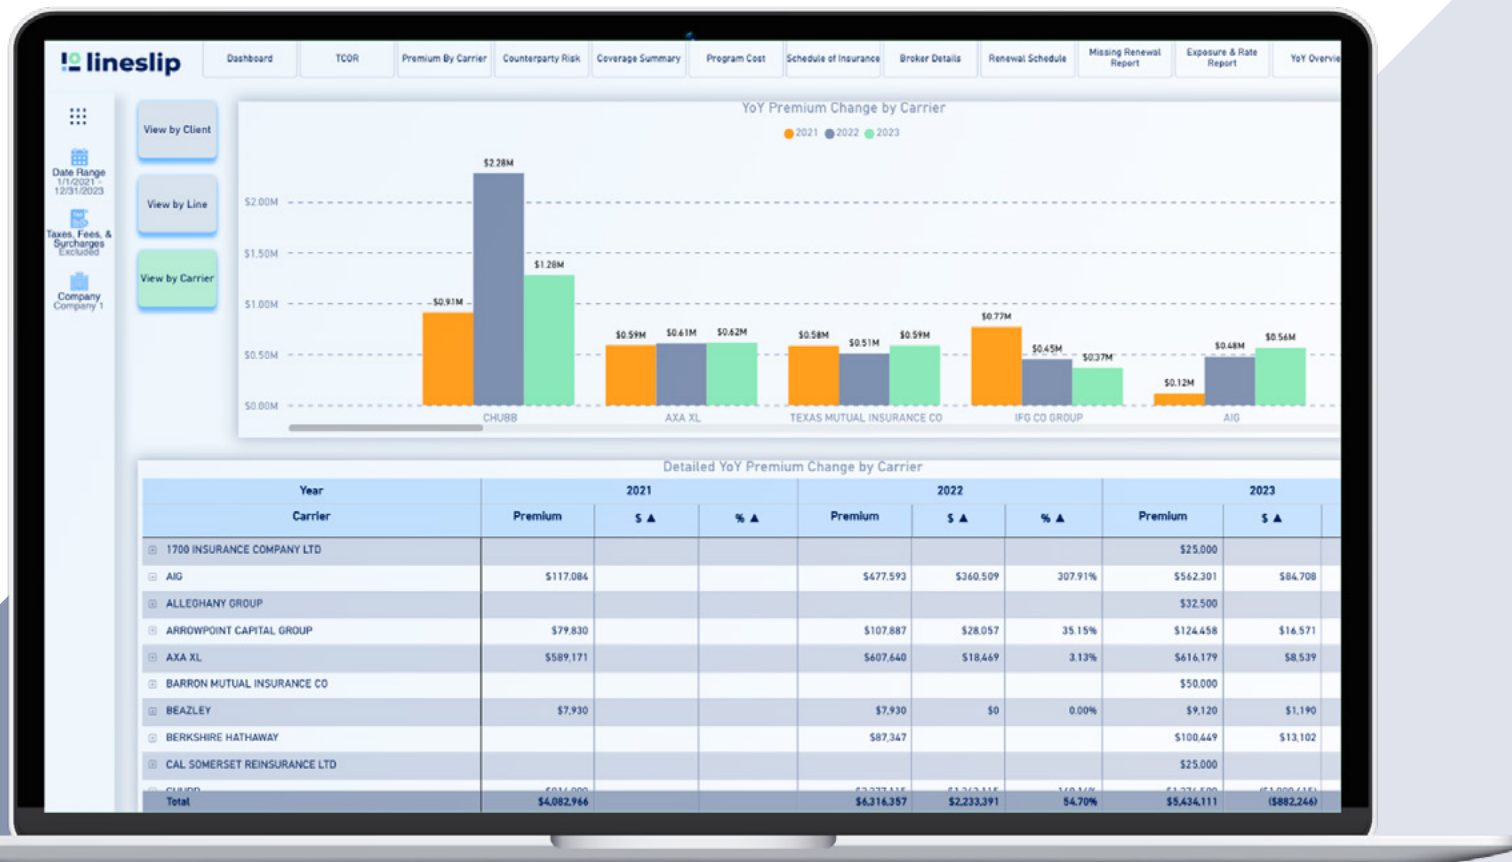 lineslip
Dashboard
TCOR
Premium By Carrier
Counterparty Risk
Coverage Summary
Program Cost
Schedule of Insurance
Broker Details
Renewal Schedule
Missing Renewal
Report
Exposure & Rate
Report
YoY Overvie
Date Range
1/1/2021 -
12/31/2023
Taxes, Fees, &
Surcharges
Excluded
Company
Company 1
View by Client
View by Line
View by Carrier
YoY Premium Change by Carrier
2021 2022 2023
$2.00M
$1.50M
$1.00M
$0.50M
$0.00M
$0.91M
$2.28M
$1.28M
$0.59M
$0.61M
$0.62M
$0.58M
$0.51M
$0.59M
$0.77M
$0.45M
$0.37M
$0.12M
$0.48M
$0.56M
CHUBB
AXA XL
TEXAS MUTUAL INSURANCE CO
IFG CO GROUP
AIG
Detailed YoY Premium Change by Carrier
Year 2021 2022 2023
Carrier Premium $ ▲ % ▲ Premium $ ▲ % ▲ Premium $ ▲
1700 INSURANCE COMPANY LTD $25,000
AIG $117,084 $477,593 $360,509 307.91% $562,301 $84,708
ALLEGHANY GROUP $32,500
ARROWPOINT CAPITAL GROUP $79,830 $107,887 $28,057 35.15% $124,458 $16,571
AXA XL $589,171 $607,640 $18,469 3.13% $616,179 $8,539
BARRON MUTUAL INSURANCE CO $50,000
BEAZLEY $7,930 $7,930 $0 0.00% $9,120 $1,190
BERKSHIRE HATHAWAY $87,347 $100,449 $13,102
CAL SOMERSET REINSURANCE LTD $25,000
Total $4,082,966 $6,316,357 $2,233,391 54.70% $5,434,111 ($882,246)